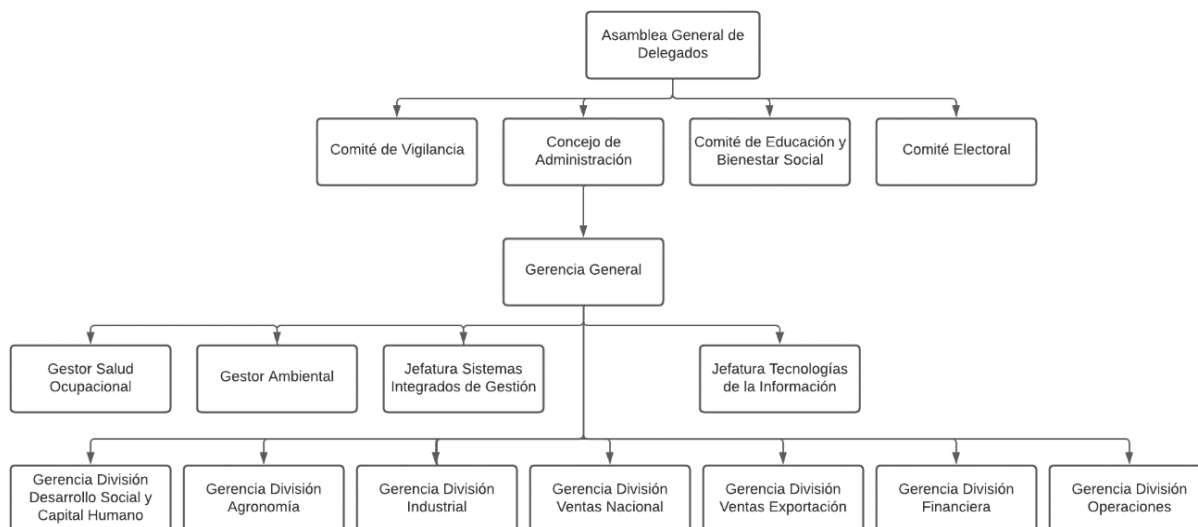 Asamblea General de
Delegados
Comité de Vigilancia
Concejo de
Administración
Comité de Educación y
Bienestar Social
Comité Electoral
Gerencia General
Gestor Salud
Ocupacional
Gestor Ambiental
Jefatura Sistemas
Integrados de Gestión
Jefatura Tecnologías
de la Información
Gerencia División
Desarrollo Social y
Capital Humano
Gerencia División
Agronomía
Gerencia División
Industrial
Gerencia División
Ventas Nacional
Gerencia División
Ventas Exportación
Gerencia División
Financiera
Gerencia División
Operaciones